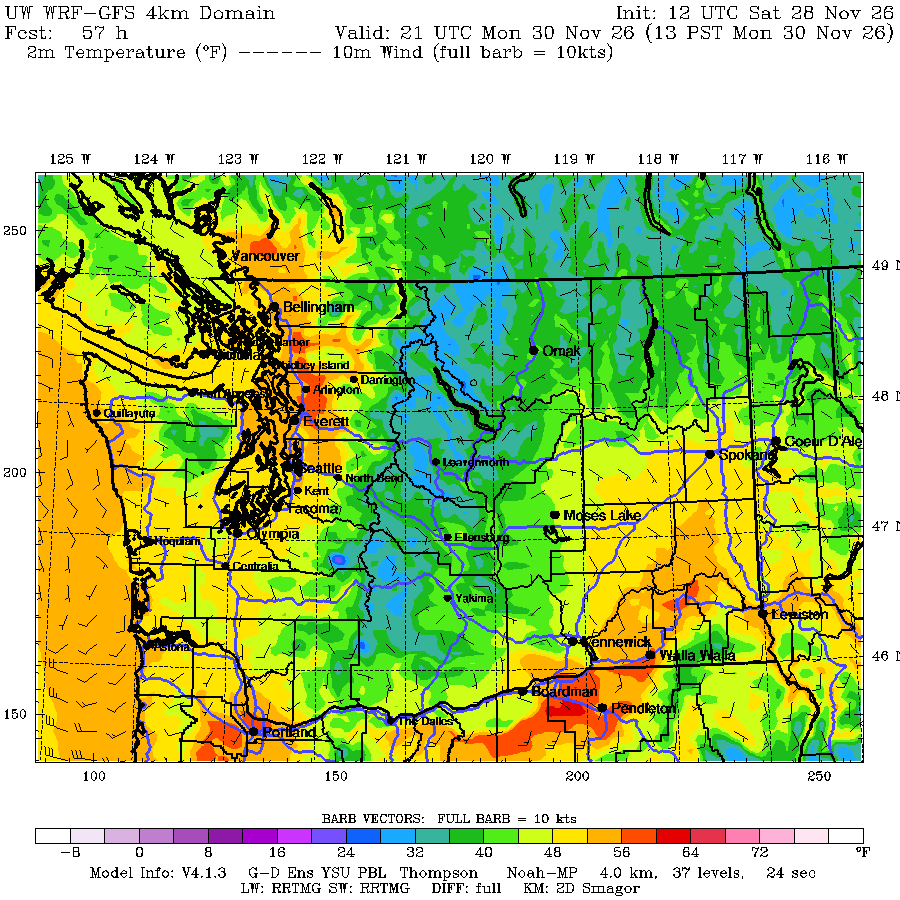 UW WRF-GFS 4km Domain Init: 12 UTC Sat 28 Nov 26
Fcst: 57 h Valid: 21 UTC Mon 30 Nov 26 (13 PST Mon 30 Nov 26)
2m Temperature (°F) ------ 10m Wind (full barb = 10kts)
125 W 124 W 123 W 122 W 121 W 120 W 119 W 118 W 117 W 116 W
250
Vancouver
49 N
Bellingham
Harbor
Omak
Whidbey Island
Darrington
Arlington
48 N
Quillayute
Everett
Coeur D'Ale
Spokane
Leavenworth
200
Seattle
North Bend
Kent
Tacoma
Moses Lake
47 N
Olympia
Hoquiam
Ellensburg
Centralia
Yakima
Lewiston
Astoria
Kennewick
Walla Walla
46 N
Boardman
Pendleton
150
The Dalles
Portland
100 150 200 250
BARB VECTORS: FULL BARB = 10 kts
-8 0 8 16 24 32 40 48 56 64 72 °F
Model Info: V4.1.3 G-D Ens YSU PBL Thompson Noah-MP 4.0 km, 37 levels, 24 sec
LW: RRTMG SW: RRTMG DIFF: full KM: 2D Smagor